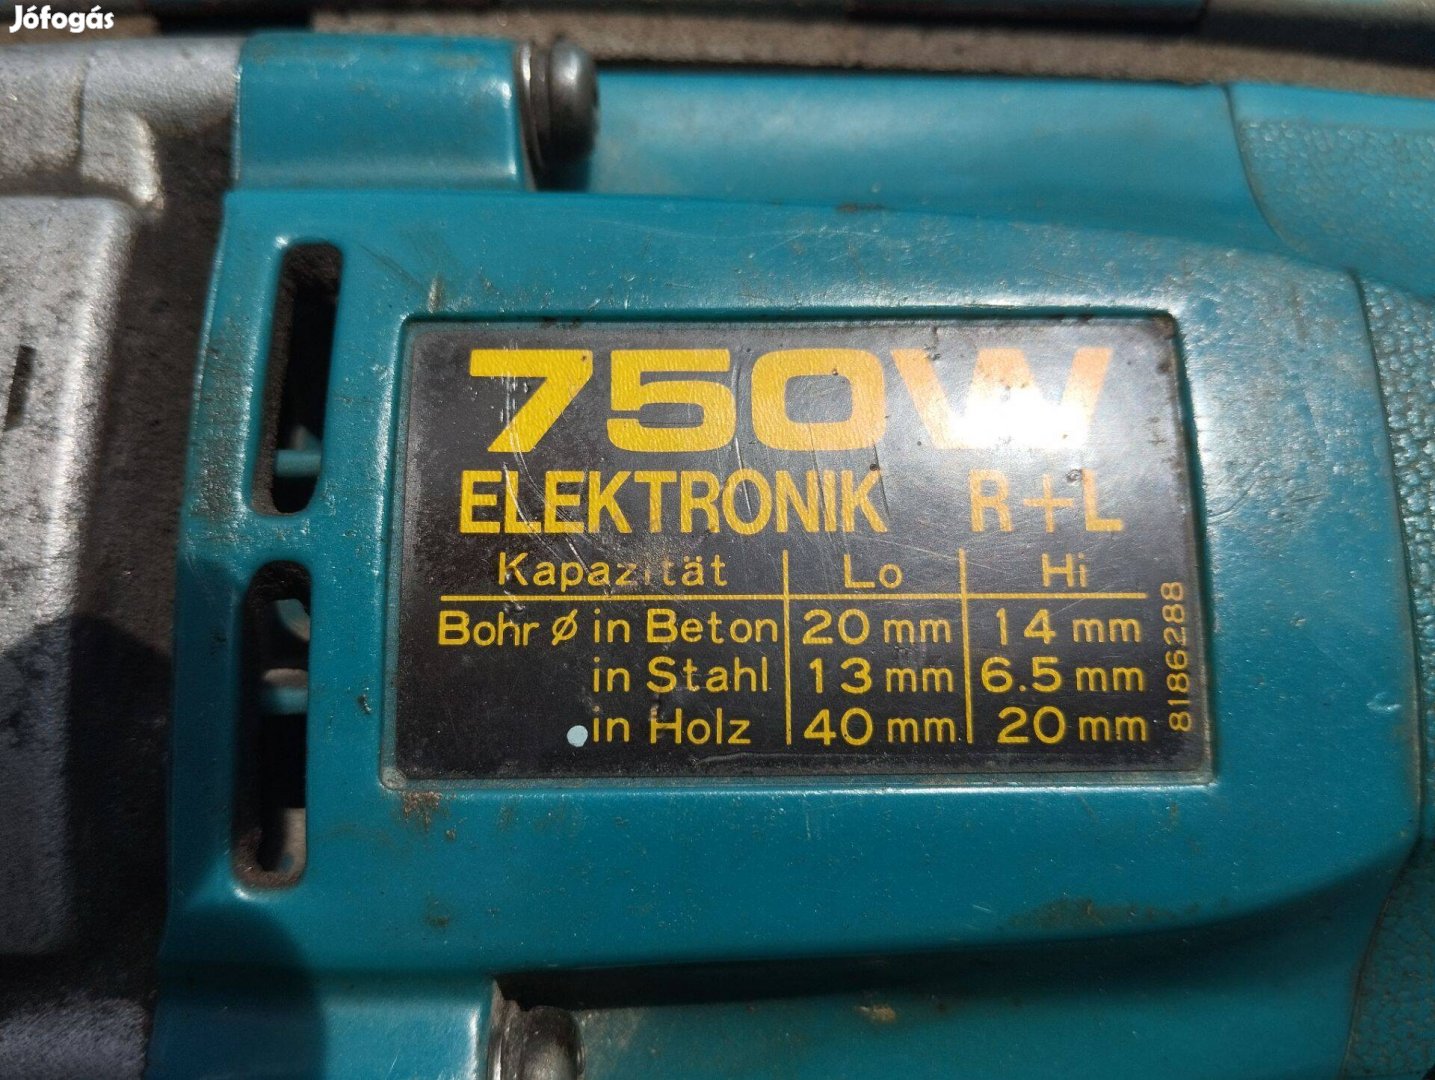 Jófogás
750W
ELEKTRONIK R+L
Kapazität Lo Hi
Bohr ø in Beton 20 mm 14 mm
in Stahl 13 mm 6.5 mm
in Holz 40 mm 20 mm
8186288